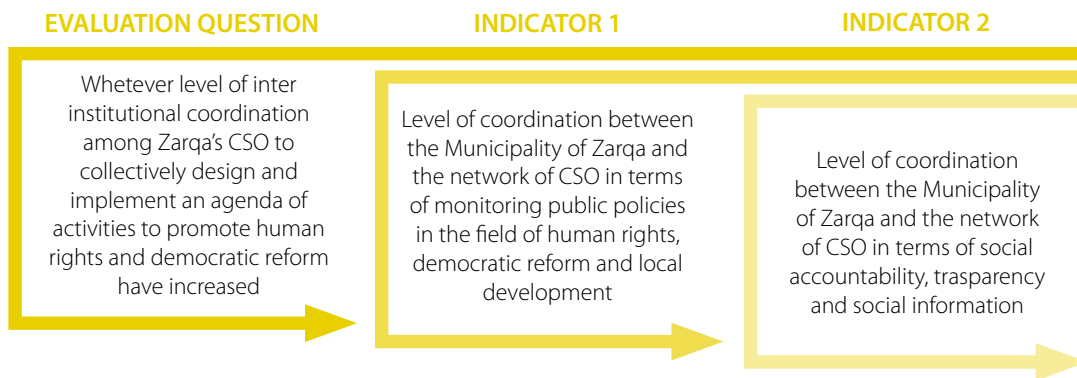 EVALUATION QUESTION
Whetever level of inter
institutional coordination
among Zarqa's CSO to
collectively design and
implement an agenda of
activities to promote human
rights and democratic reform
have increased
INDICATOR 1
Level of coordination between
the Municipality of Zarqa and
the network of CSO in terms
of monitoring public policies
in the field of human rights,
democratic reform and local
development
INDICATOR 2
Level of coordination
between the Municipality
of Zarqa and the network
of CSO in terms of social
accountability, trasparency
and social information